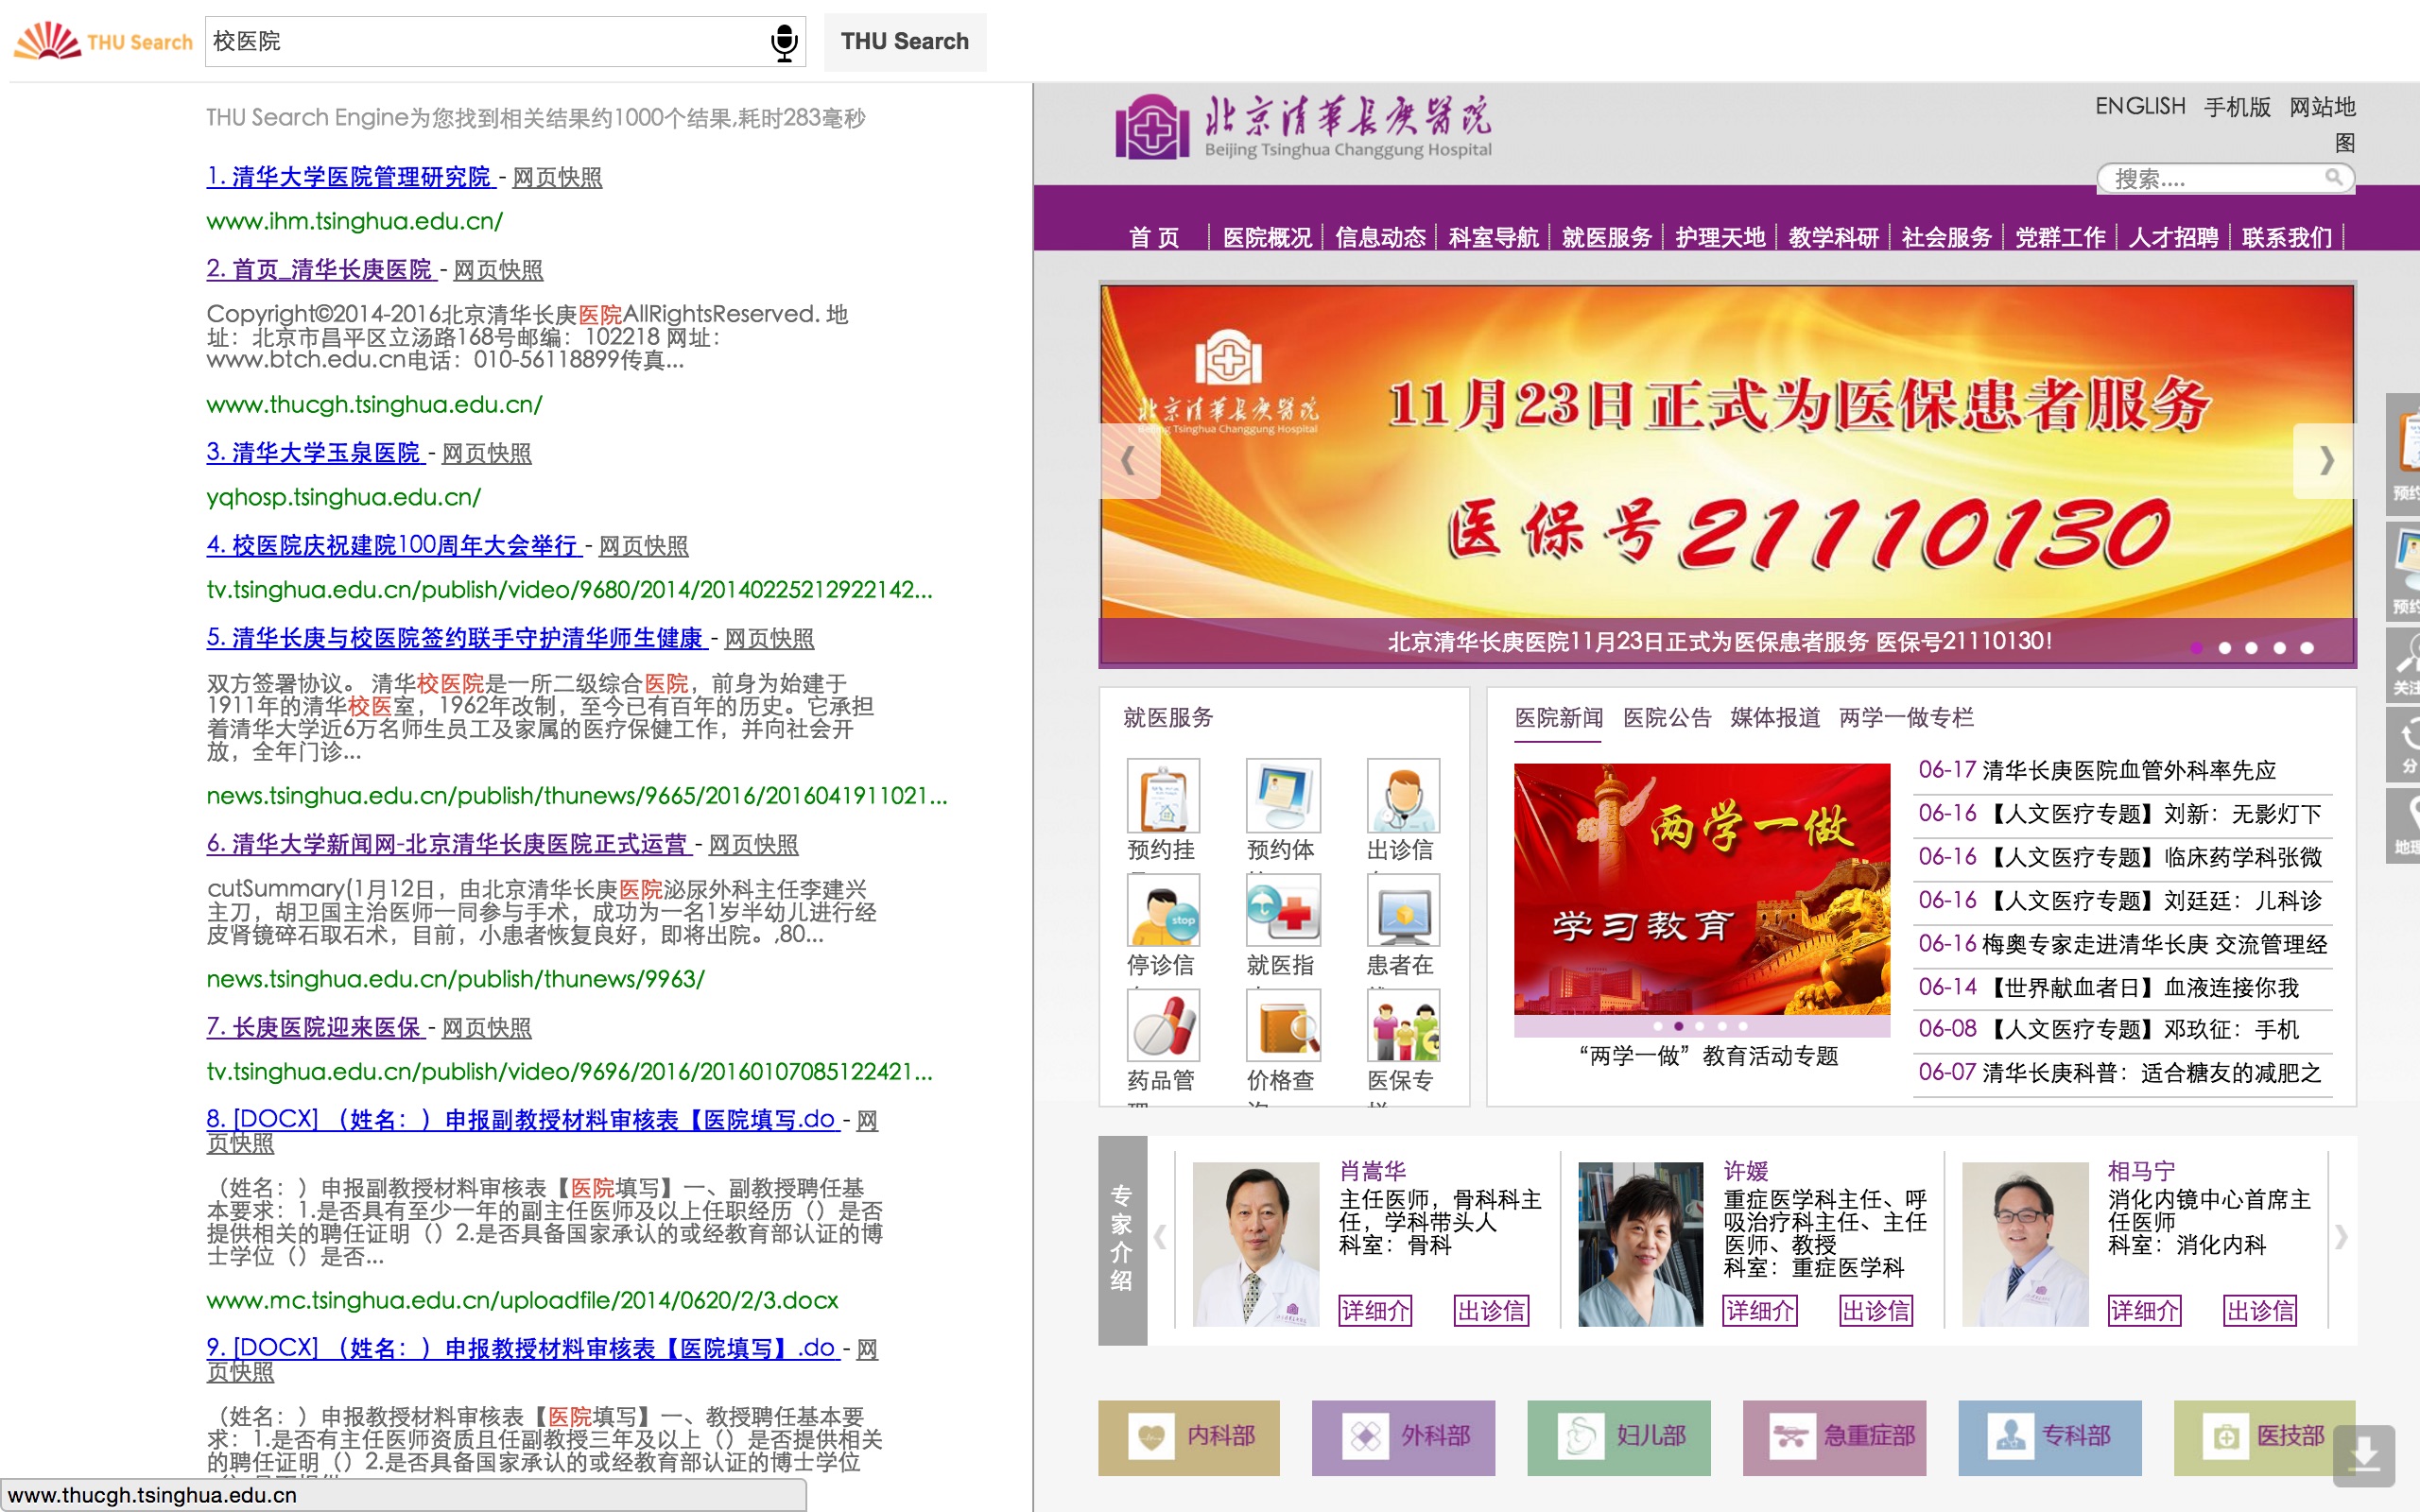 THU Search
校医院
THU Search
THU Search Engine为您找到相关结果约1000个结果,耗时283毫秒
1. 清华大学医院管理研究院 - 网页快照
www.ihm.tsinghua.edu.cn/
2. 首页_清华长庚医院 - 网页快照
Copyright©2014-2016北京清华长庚医院AllRightsReserved. 地
址：北京市昌平区立汤路168号邮编：102218 网址：
www.btch.edu.cn电话：010-56118899传真...
www.thucgh.tsinghua.edu.cn/
3. 清华大学玉泉医院 - 网页快照
yqhosp.tsinghua.edu.cn/
4. 校医院庆祝建院100周年大会举行 - 网页快照
tv.tsinghua.edu.cn/publish/video/9680/2014/20140225212922142...
5. 清华长庚与校医院签约联手守护清华师生健康 - 网页快照
双方签署协议。 清华校医院是一所二级综合医院，前身为始建于
1911年的清华校医室，1962年改制，至今已有百年的历史。它承担
着清华大学近6万名师生员工及家属的医疗保健工作，并向社会开
放，全年门诊...
news.tsinghua.edu.cn/publish/thunews/9665/2016/2016041911021...
6. 清华大学新闻网-北京清华长庚医院正式运营 - 网页快照
cutSummary(1月12日，由北京清华长庚医院泌尿外科主任李建兴
主刀，胡卫国主治医师一同参与手术，成功为一名1岁半幼儿进行经
皮肾镜碎石取石术，目前，小患者恢复良好，即将出院。,80...
news.tsinghua.edu.cn/publish/thunews/9963/
7. 长庚医院迎来医保 - 网页快照
tv.tsinghua.edu.cn/publish/video/9696/2016/20160107085122421...
8. [DOCX] （姓名：）申报副教授材料审核表【医院填写.do - 网
页快照
（姓名：）申报副教授材料审核表【医院填写】一、副教授聘任基
本要求：1.是否具有至少一年的副主任医师及以上任职经历（）是否
提供相关的聘任证明（）2.是否具备国家承认的或经教育部认证的博
士学位（）是否...
www.mc.tsinghua.edu.cn/uploadfile/2014/0620/2/3.docx
9. [DOCX] （姓名：）申报教授材料审核表【医院填写】.do - 网
页快照
（姓名：）申报教授材料审核表【医院填写】一、教授聘任基本要
求：1.是否有主任医师资质且任副教授三年及以上（）是否提供相关
的聘任证明（）2.是否具备国家承认的或经教育部认证的博士学位
www.thucgh.tsinghua.edu.cn
北京清華長庚醫院
Beijing Tsinghua Changgung Hospital
ENGLISH 手机版 网站地
图
搜索....
首 页 医院概况 信息动态 科室导航 就医服务 护理天地 教学科研 社会服务 党群工作 人才招聘 联系我们
北京清華長庚醫院
Beijing Tsinghua Changgung Hospital
11月23日正式为医保患者服务
医保号21110130
北京清华长庚医院11月23日正式为医保患者服务 医保号21110130!
预约
预约
关注
分
地理
就医服务
预约挂 预约体 出诊信
stop
停诊信 就医指 患者在
药品管 价格查 医保专
医院新闻 医院公告 媒体报道 两学一做专栏
两学一做
学习教育
“两学一做”教育活动专题
06-17 清华长庚医院血管外科率先应
06-16 【人文医疗专题】刘新：无影灯下
06-16 【人文医疗专题】临床药学科张微
06-16 【人文医疗专题】刘廷廷：儿科诊
06-16 梅奥专家走进清华长庚 交流管理经
06-14 【世界献血者日】血液连接你我
06-08 【人文医疗专题】邓玖征：手机
06-07 清华长庚科普：适合糖友的减肥之
专家介绍
肖嵩华
主任医师，骨科科主
任，学科带头人
科室：骨科
详细介 出诊信
许媛
重症医学科主任、呼
吸治疗科主任、主任
医师、教授
科室：重症医学科
详细介 出诊信
相马宁
消化内镜中心首席主
任医师
科室：消化内科
详细介 出诊信
内科部 外科部 妇儿部 急重症部 专科部 医技部